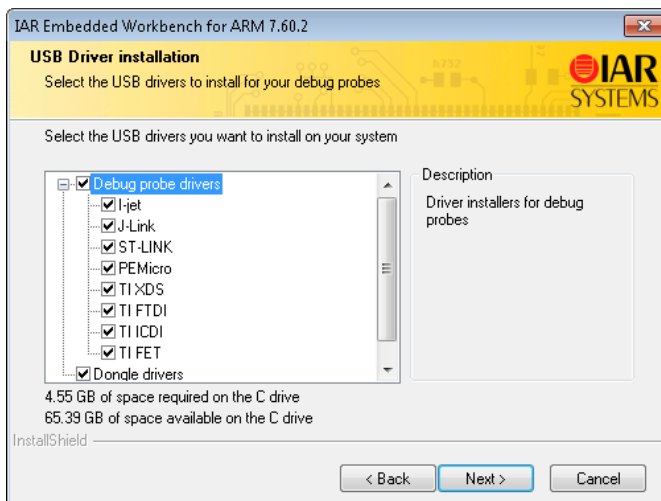 IAR Embedded Workbench for ARM 7.60.2
USB Driver installation
Select the USB drivers to install for your debug probes
h732
IAR
SYSTEMS
Select the USB drivers you want to install on your system
Debug probe drivers
I-jet
J-Link
ST-LINK
PEMicro
TI XDS
TI FTDI
TI ICDI
TI FET
Dongle drivers
Description
Driver installers for debug
probes
4.55 GB of space required on the C drive
65.39 GB of space available on the C drive
InstallShield
< Back
Next >
Cancel